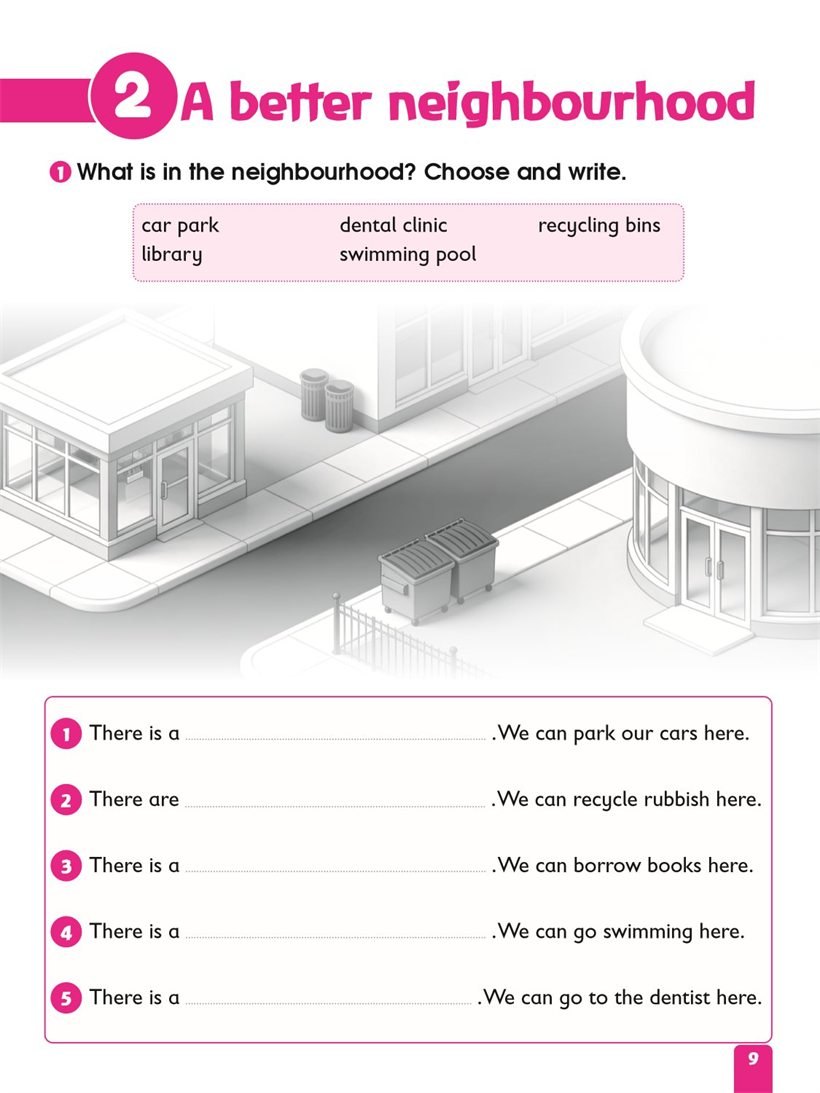 2 A better neighbourhood
1 What is in the neighbourhood? Choose and write.
car park dental clinic recycling bins
library swimming pool
1 There is a .We can park our cars here.
2 There are .We can recycle rubbish here.
3 There is a .We can borrow books here.
4 There is a .We can go swimming here.
5 There is a .We can go to the dentist here.
9